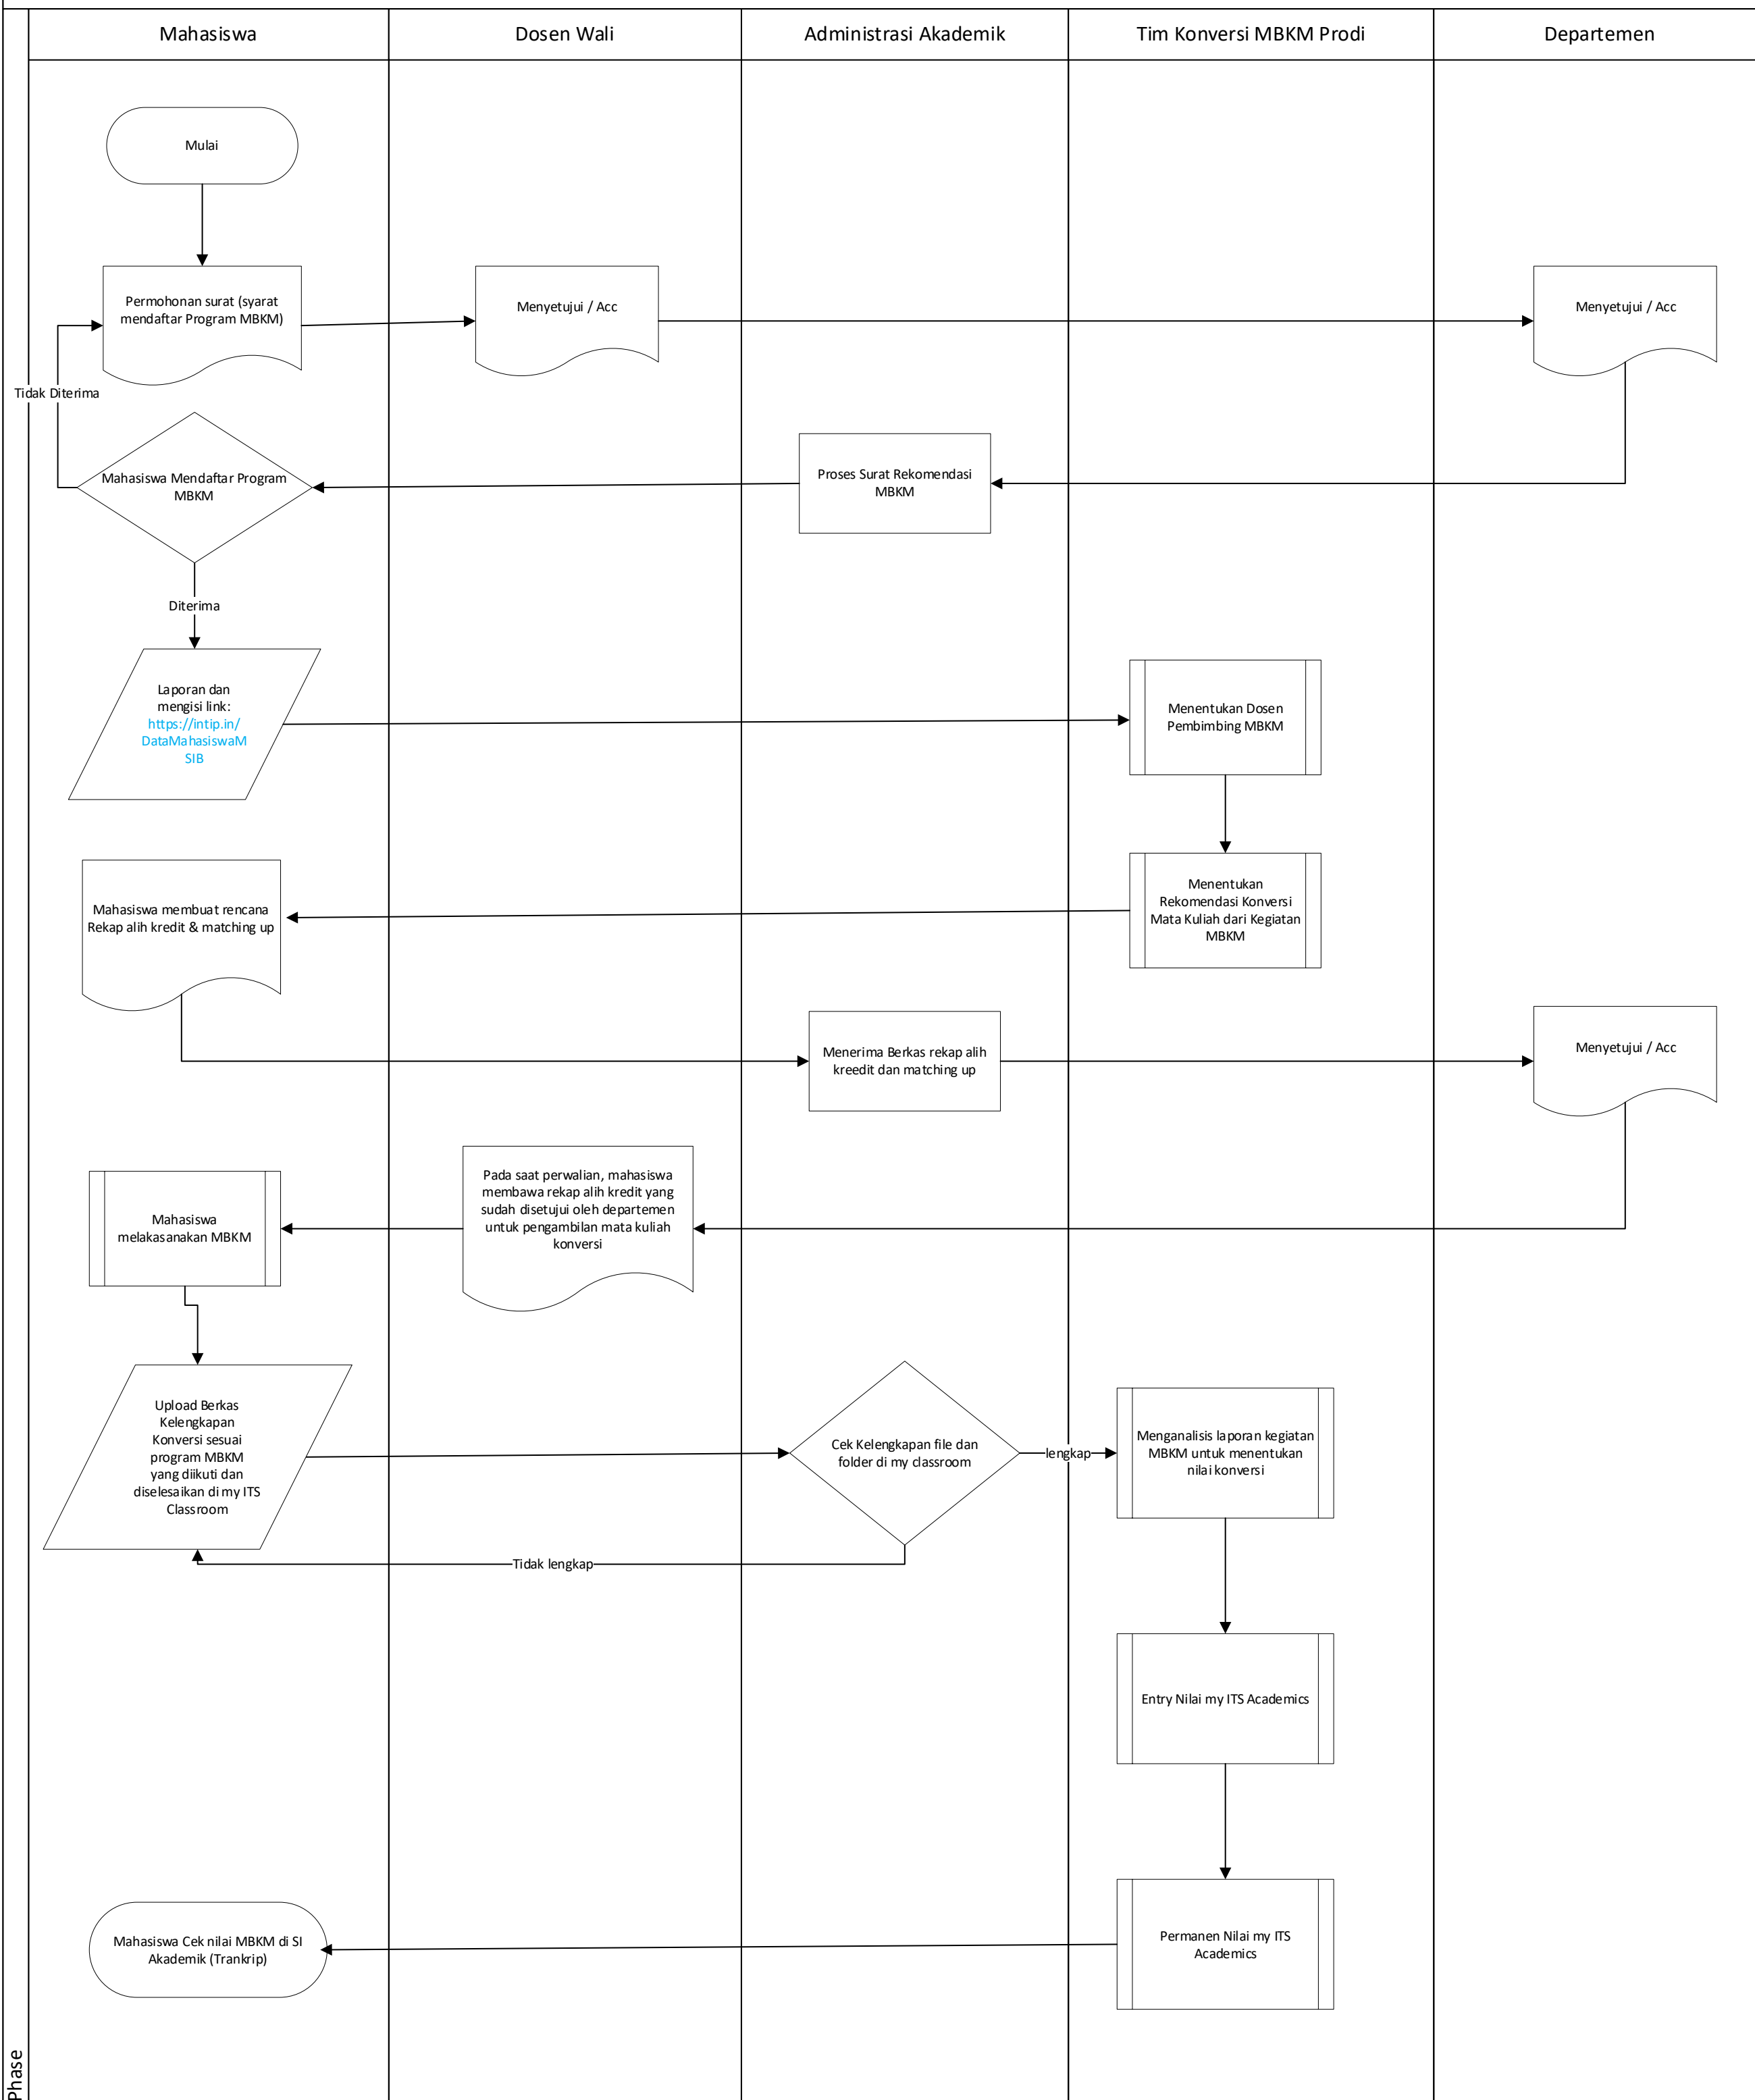 Mahasiswa
Dosen Wali
Administrasi Akademik
Tim Konversi MBKM Prodi
Departemen
Mulai
Permohonan surat (syarat
mendaftar Program MBKM)
Menyetujui / Acc
Menyetujui / Acc
Tidak Diterima
Mahasiswa Mendaftar Program
MBKM
Proses Surat Rekomendasi
MBKM
Diterima
Laporan dan
mengisi link:
https://intip.in/
DataMahasiswaM
SIB
Menentukan Dosen
Pembimbing MBKM
Mahasiswa membuat rencana
Rekap alih kredit & matching up
Menentukan
Rekomendasi Konversi
Mata Kuliah dari Kegiatan
MBKM
Menerima Berkas rekap alih
kreedit dan matching up
Menyetujui / Acc
Mahasiswa
melakasanakan MBKM
Pada saat perwalian, mahasiswa
membawa rekap alih kredit yang
sudah disetujui oleh departemen
untuk pengambilan mata kuliah
konversi
Upload Berkas
Kelengkapan
Konversi sesuai
program MBKM
yang diikuti dan
diselesaikan di my ITS
Classroom
Cek Kelengkapan file dan
folder di my classroom
lengkap
Menganalisis laporan kegiatan
MBKM untuk menentukan
nilai konversi
Tidak lengkap
Entry Nilai my ITS Academics
Mahasiswa Cek nilai MBKM di SI
Akademik (Trankrip)
Permanen Nilai my ITS
Academics
Phase